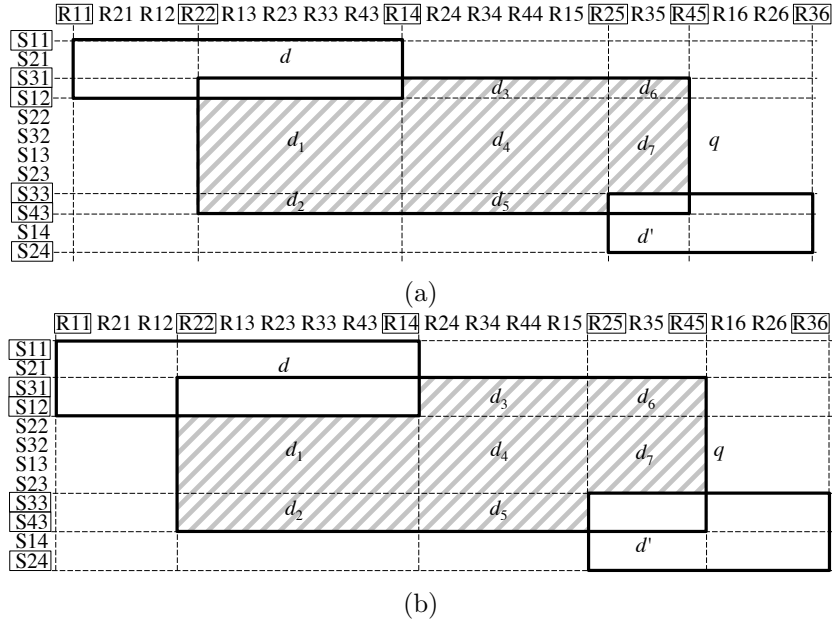 R11 R21 R12 R22 R13 R23 R33 R43 R14 R24 R34 R44 R15 R25 R35 R45 R16 R26 R36
S11
S21
d
S31
d3 d6
S12
S22
S32
d1 d4 d7 q
S13
S23
S33
d2 d5
S43
S14
d'
S24
(a)
R11 R21 R12 R22 R13 R23 R33 R43 R14 R24 R34 R44 R15 R25 R35 R45 R16 R26 R36
S11
S21
d
S31
d3 d6
S12
S22
S32
d1 d4 d7 q
S13
S23
S33
d2 d5
S43
S14
d'
S24
(b)